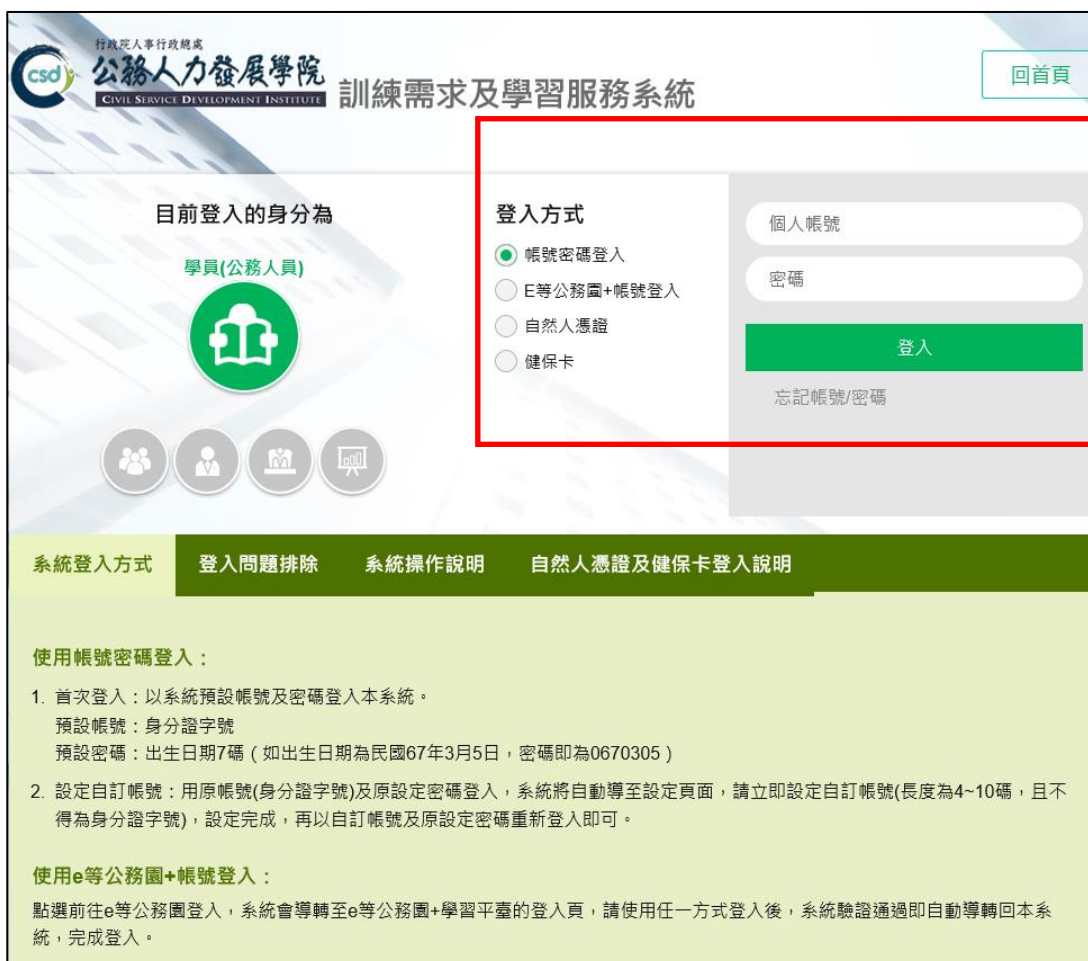 行政院人事行政總處
csdi
公務人力發展學院
CIVIL SERVICE DEVELOPMENT INSTITUTE
訓練需求及學習服務系統
回首頁
目前登入的身分為
學員(公務人員)
登入方式
帳號密碼登入
E等公務園+帳號登入
自然人憑證
健保卡
個人帳號
密碼
登入
忘記帳號/密碼
系統登入方式
登入問題排除
系統操作說明
自然人憑證及健保卡登入說明
使用帳號密碼登入：
1. 首次登入：以系統預設帳號及密碼登入本系統。
預設帳號：身分證字號
預設密碼：出生日期7碼（如出生日期為民國67年3月5日，密碼即為0670305）
2. 設定自訂帳號：用原帳號(身分證字號)及原設定密碼登入，系統將自動導至設定頁面，請立即設定自訂帳號(長度為4~10碼，且不
得為身分證字號)，設定完成，再以自訂帳號及原設定密碼重新登入即可。
使用e等公務園+帳號登入：
點選前往e等公務園登入，系統會導轉至e等公務園+學習平臺的登入頁，請使用任一方式登入後，系統驗證通過即自動導轉回本系
統，完成登入。